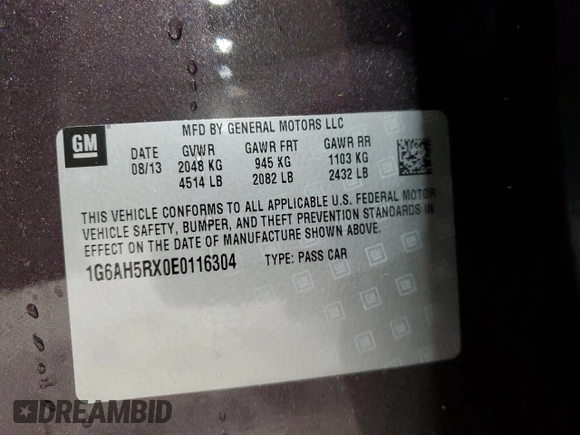 MFD BY GENERAL MOTORS LLC
GM
DATE GVWR GAWR FRT GAWR RR
08/13 2048 KG 945 KG 1103 KG
4514 LB 2082 LB 2432 LB
THIS VEHICLE CONFORMS TO ALL APPLICABLE U.S. FEDERAL MOTOR
VEHICLE SAFETY, BUMPER, AND THEFT PREVENTION STANDARDS IN
EFFECT ON THE DATE OF MANUFACTURE SHOWN ABOVE.
1G6AH5RX0E0116304 TYPE: PASS CAR
DREAMBID